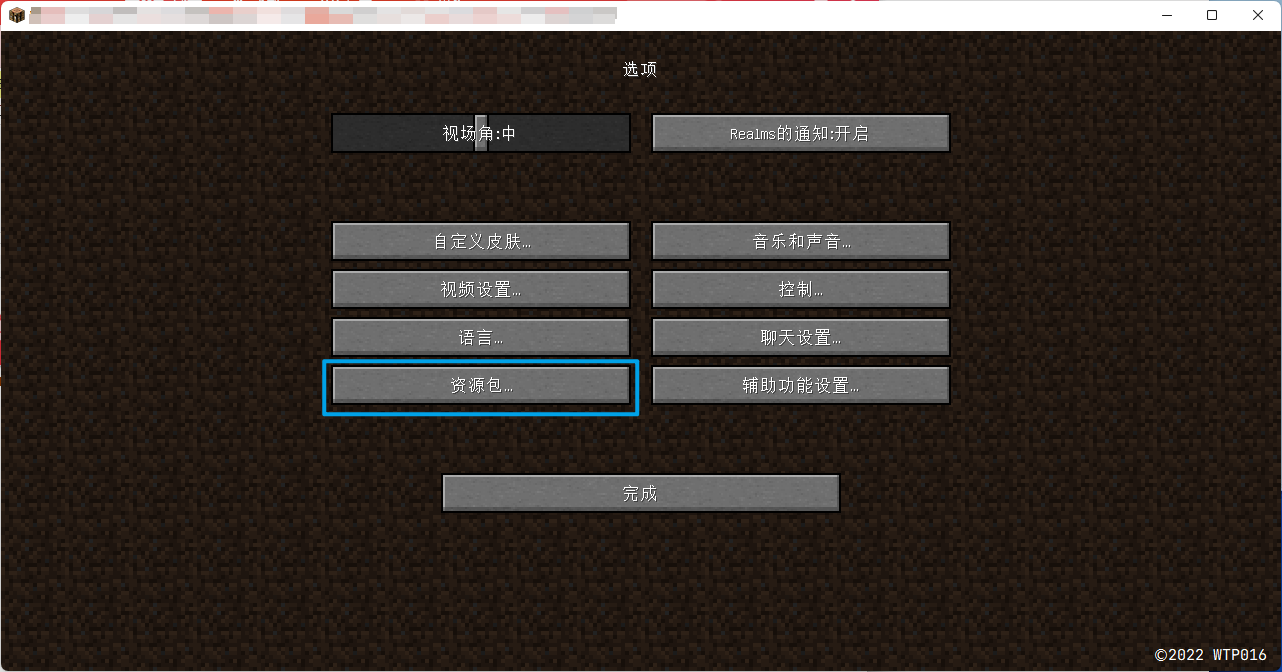 选项
视场角:中
Realms的通知:开启
自定义皮肤…
音乐和声音…
视频设置…
控制…
语言…
聊天设置…
资源包…
辅助功能设置…
完成
©2022 WTP016